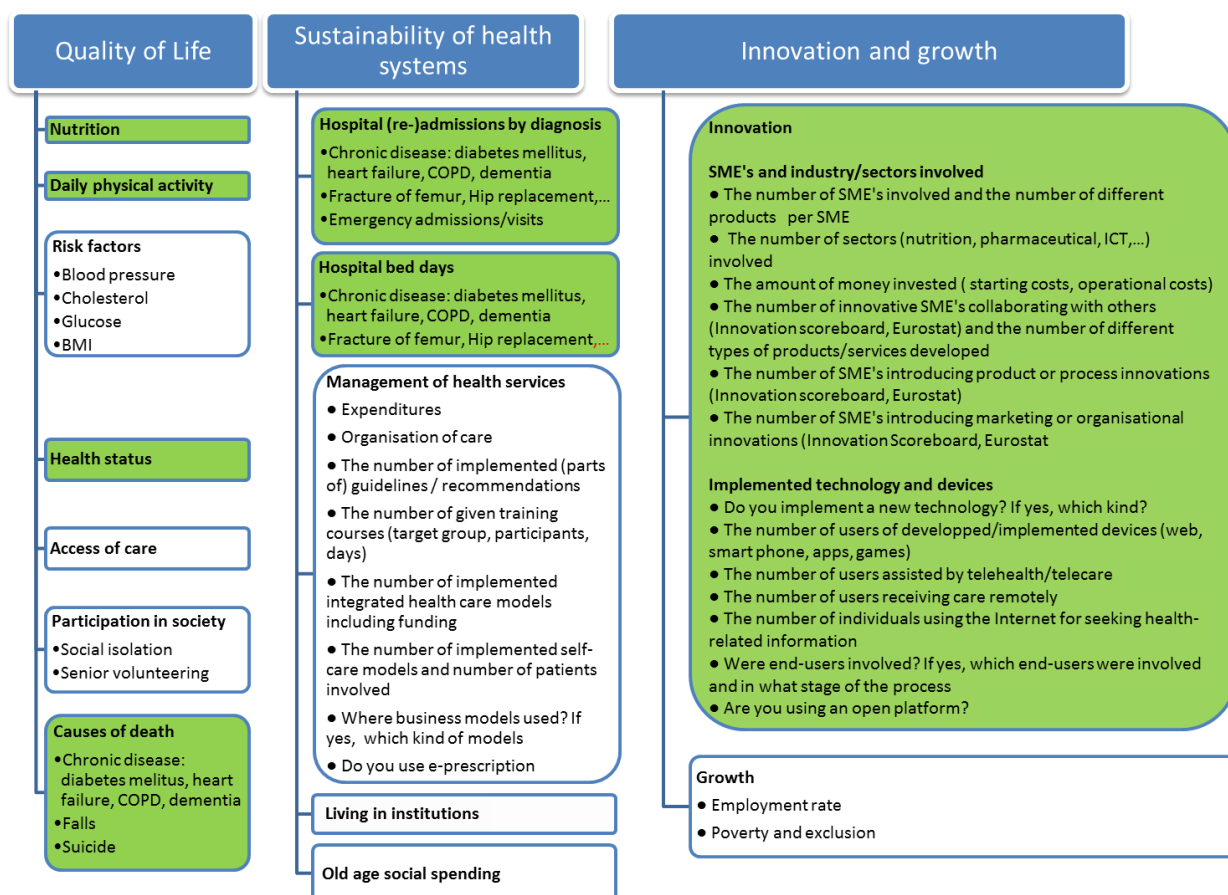 Quality of Life
Nutrition
Daily physical activity
Risk factors
•Blood pressure
•Cholesterol
•Glucose
•BMI
Health status
Access of care
Participation in society
•Social isolation
•Senior volunteering
Causes of death
•Chronic disease:
diabetes melitus, heart
failure, COPD, dementia
•Falls
•Suicide
Sustainability of health
systems
Hospital (re-)admissions by diagnosis
•Chronic disease: diabetes mellitus,
heart failure, COPD, dementia
•Fracture of femur, Hip replacement,...
•Emergency admissions/visits
Hospital bed days
•Chronic disease: diabetes mellitus,
heart failure, COPD, dementia
•Fracture of femur, Hip replacement,...
Management of health services
● Expenditures
● Organisation of care
● The number of implemented (parts
of) guidelines / recommendations
● The number of given training
courses (target group, participants,
days)
● The number of implemented
integrated health care models
including funding
● The number of implemented self-
care models and number of patients
involved
● Where business models used? If
yes, which kind of models
● Do you use e-prescription
Living in institutions
Old age social spending
Innovation and growth
Innovation
SME's and industry/sectors involved
● The number of SME's involved and the number of different
products per SME
● The number of sectors (nutrition, pharmaceutical, ICT,...)
involved
● The amount of money invested ( starting costs, operational costs)
● The number of innovative SME's collaborating with others
(Innovation scoreboard, Eurostat) and the number of different
types of products/services developed
● The number of SME's introducing product or process innovations
(Innovation scoreboard, Eurostat)
● The number of SME's introducing marketing or organisational
innovations (Innovation Scoreboard, Eurostat
Implemented technology and devices
● Do you implement a new technology? If yes, which kind?
● The number of users of developped/implemented devices (web,
smart phone, apps, games)
● The number of users assisted by telehealth/telecare
● The number of users receiving care remotely
● The number of individuals using the Internet for seeking health-
related information
● Were end-users involved? If yes, which end-users were involved
and in what stage of the process
● Are you using an open platform?
Growth
● Employment rate
● Poverty and exclusion